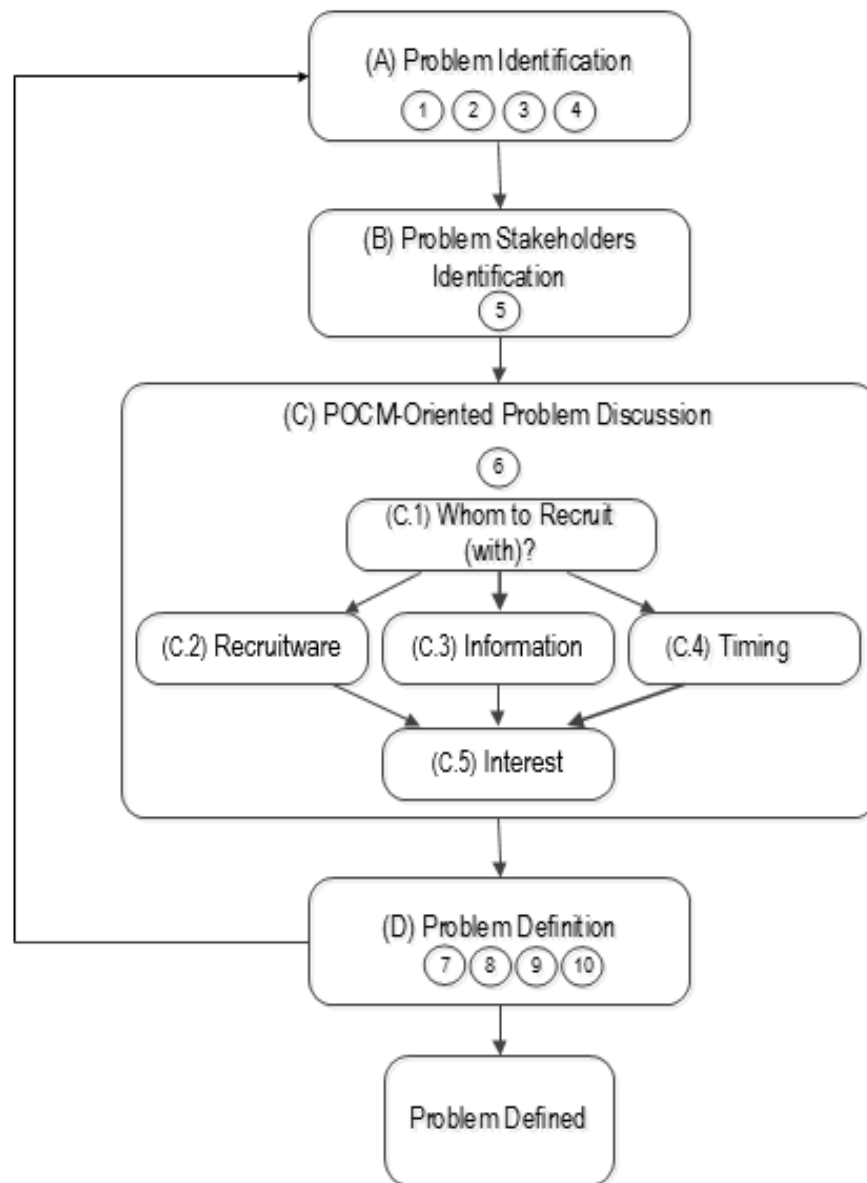 (A) Problem Identification
1 2 3 4
(B) Problem Stakeholders
Identification
5
(C) POCM-Oriented Problem Discussion
6
(C.1) Whom to Recruit
(with)?
(C.2) Recruitware
(C.3) Information
(C.4) Timing
(C.5) Interest
(D) Problem Definition
7 8 9 10
Problem Defined